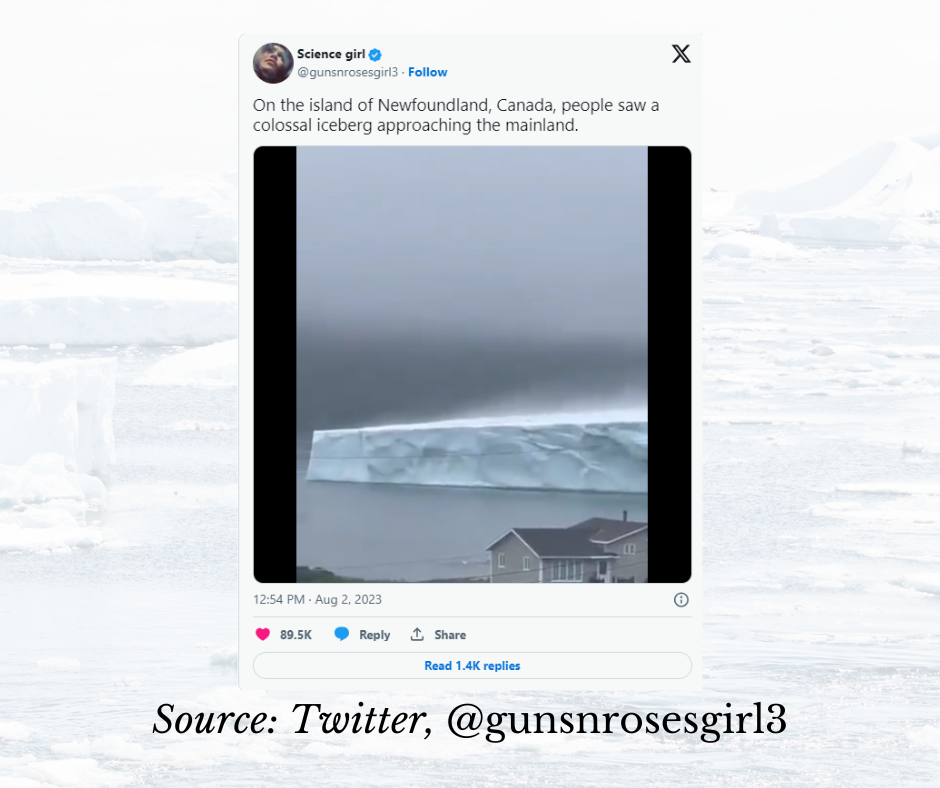 Science girl
@gunsnrosesgirl3 · Follow
On the island of Newfoundland, Canada, people saw a
colossal iceberg approaching the mainland.
12:54 PM · Aug 2, 2023
89.5K Reply Share
Read 1.4K replies
Source: Twitter, @gunsnrosesgirl3